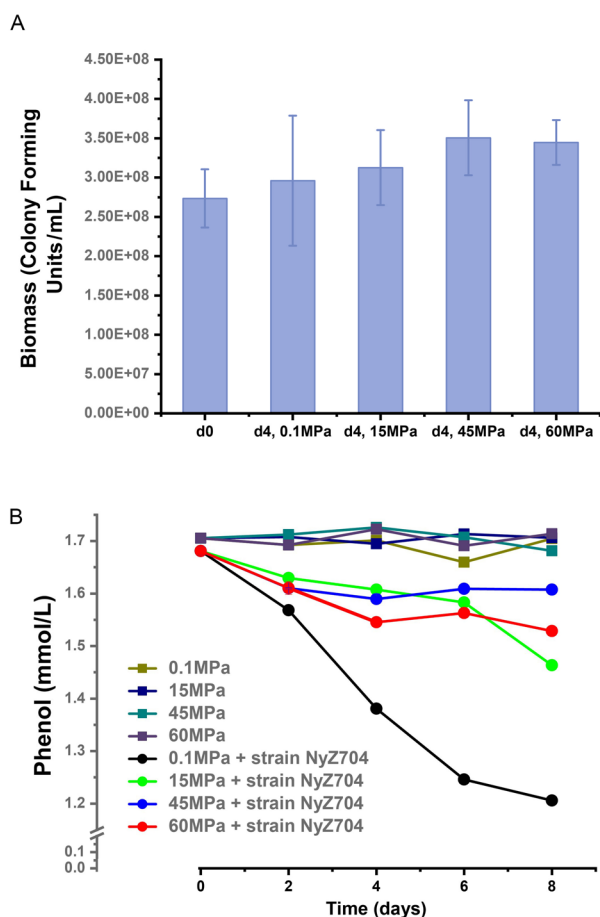 A
Biomass (Colony Forming
Units/mL)
4.50E+08
4.00E+08
3.50E+08
3.00E+08
2.50E+08
2.00E+08
1.50E+08
1.00E+08
5.00E+07
0.00E+00
d0
d4, 0.1MPa
d4, 15MPa
d4, 45MPa
d4, 60MPa
B
Phenol (mmol/L)
1.7
1.6
1.5
1.4
1.3
1.2
0.1
0.0
0.1MPa
15MPa
45MPa
60MPa
0.1MPa + strain NyZ704
15MPa + strain NyZ704
45MPa + strain NyZ704
60MPa + strain NyZ704
0
2
4
6
8
Time (days)